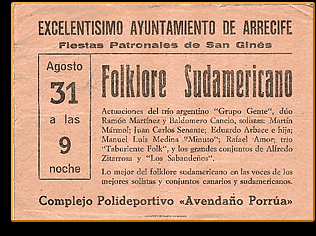 EXCELENTISIMO AYUNTAMIENTO DE ARRECIFE
Fiestas Patronales de San Ginés
Agosto
31
a las
9
noche
Folklore Sudamericano
Actuaciones del trío argentino "Grupo Gente", dúo
Ramón Martínez y Baldomero Cancio, solistas: Martín
Mármol; Juan Carlos Senante; Eduardo Arbace e hija;
Manuel Luis Medina "Minuto"; Rafael Amor; trío
"Taburiente Folk", y los grandes conjuntos de Alfredo
Zitarrosa y "Los Sabandeños".
Lo mejor del folklore sudamericano en las voces de los
mejores solistas y conjuntos canarios y sudamericanos.
Complejo Polideportivo «Avendaño Porrúa»